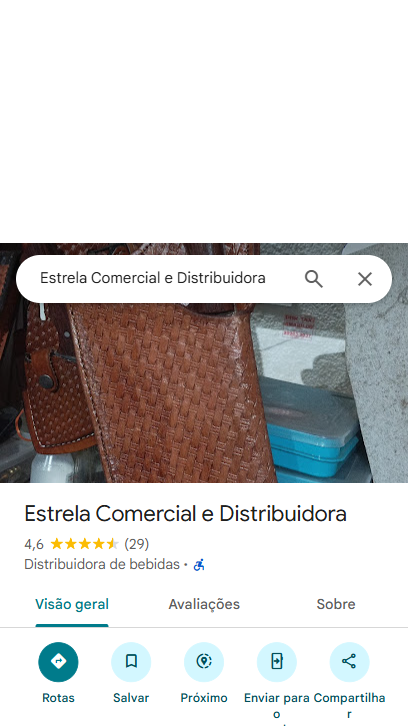 Estrela Comercial e Distribuidora
Estrela Comercial e Distribuidora
4,6 (29)
Distribuidora de bebidas ·
Visão geral Avaliações Sobre
Rotas Salvar Próximo Enviar para o Compartilhar